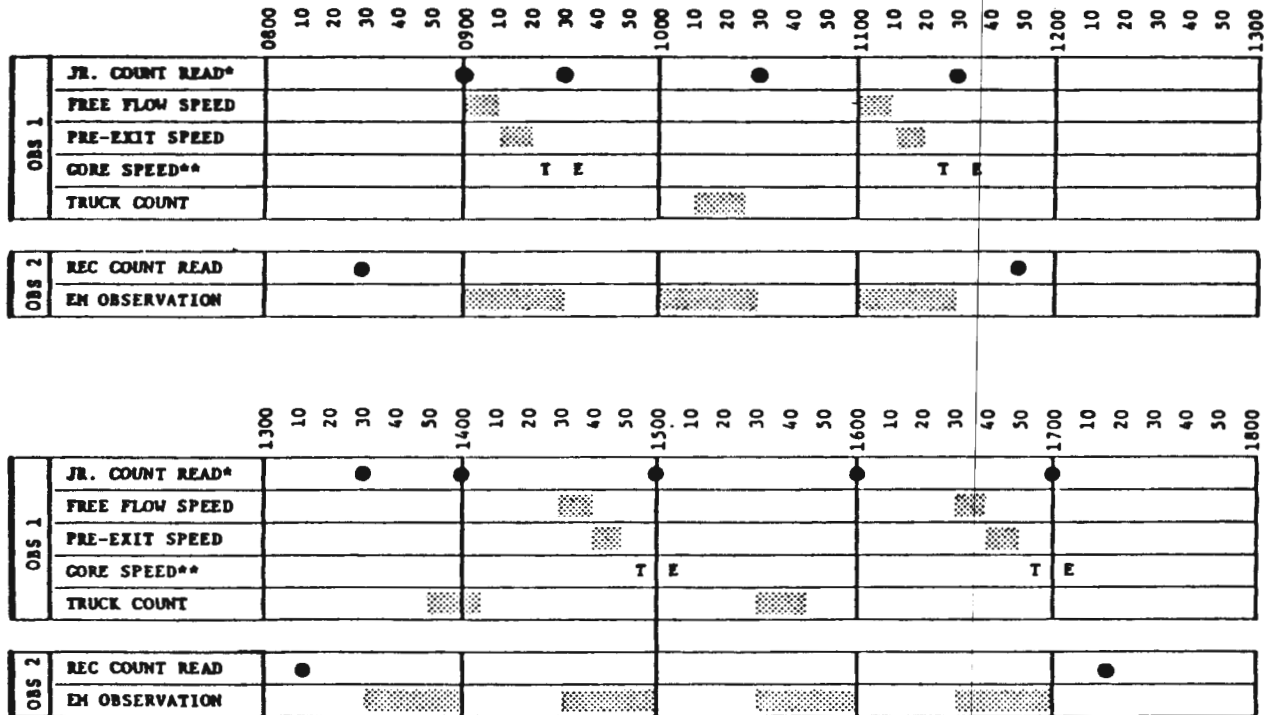 0800 10 20 30 40 50 0900 10 20 30 40 50 1000 10 20 30 40 50 1100 10 20 30 40 50 1200 10 20 30 40 50 1300
OBS 1
JR. COUNT READ*
FREE FLOW SPEED
PRE-EXIT SPEED
GORE SPEED** T E T E
TRUCK COUNT
OBS 2
REC COUNT READ
EM OBSERVATION
1300 10 20 30 40 50 1400 10 20 30 40 50 1500 10 20 30 40 50 1600 10 20 30 40 50 1700 10 20 30 40 50 1800
OBS 1
JR. COUNT READ*
FREE FLOW SPEED
PRE-EXIT SPEED
GORE SPEED** T E T E
TRUCK COUNT
OBS 2
REC COUNT READ
EM OBSERVATION